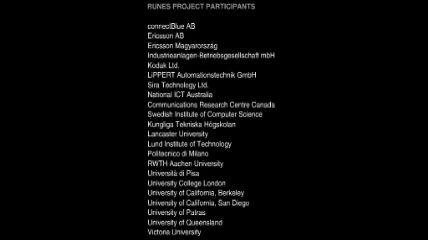 RUNES PROJECT PARTICIPANTS
connectBlue AB
Ericsson AB
Ericsson Magyarország
Industrieanlagen-Betriebsgesellschaft mbH
Kodak Ltd.
LiPPERT Automationstechnik GmbH
Sira Technology Ltd.
National ICT Australia
Communications Research Centre Canada
Swedish Institute of Computer Science
Kungliga Tekniska Högskolan
Lancaster University
Lund Institute of Technology
Politecnico di Milano
RWTH Aachen University
Università di Pisa
University College London
University of California, Berkeley
University of California, San Diego
University of Patras
University of Queensland
Victoria University